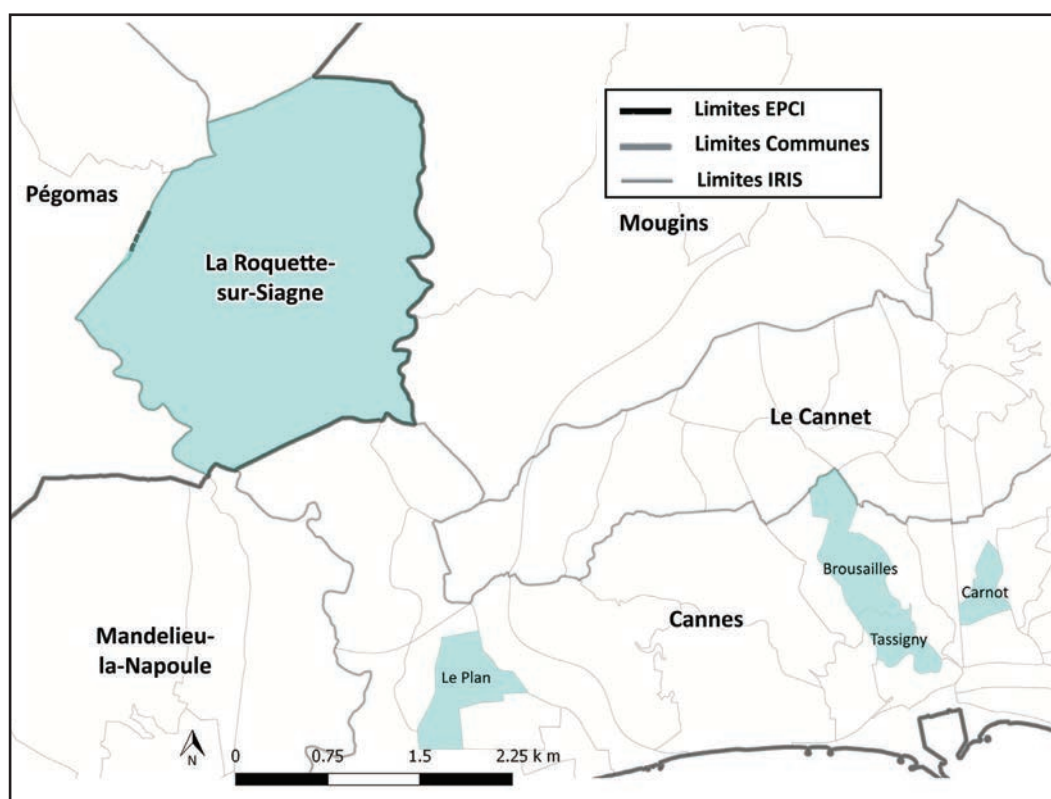 Limites EPCI
Limites Communes
Limites IRIS
Pégomas
Mougins
La Roquette-
sur-Siagne
Le Cannet
Brousailles
Carnot
Cannes
Tassigny
Mandelieu-
la-Napoule
Le Plan
N
0 0.75 1.5 2.25 k m